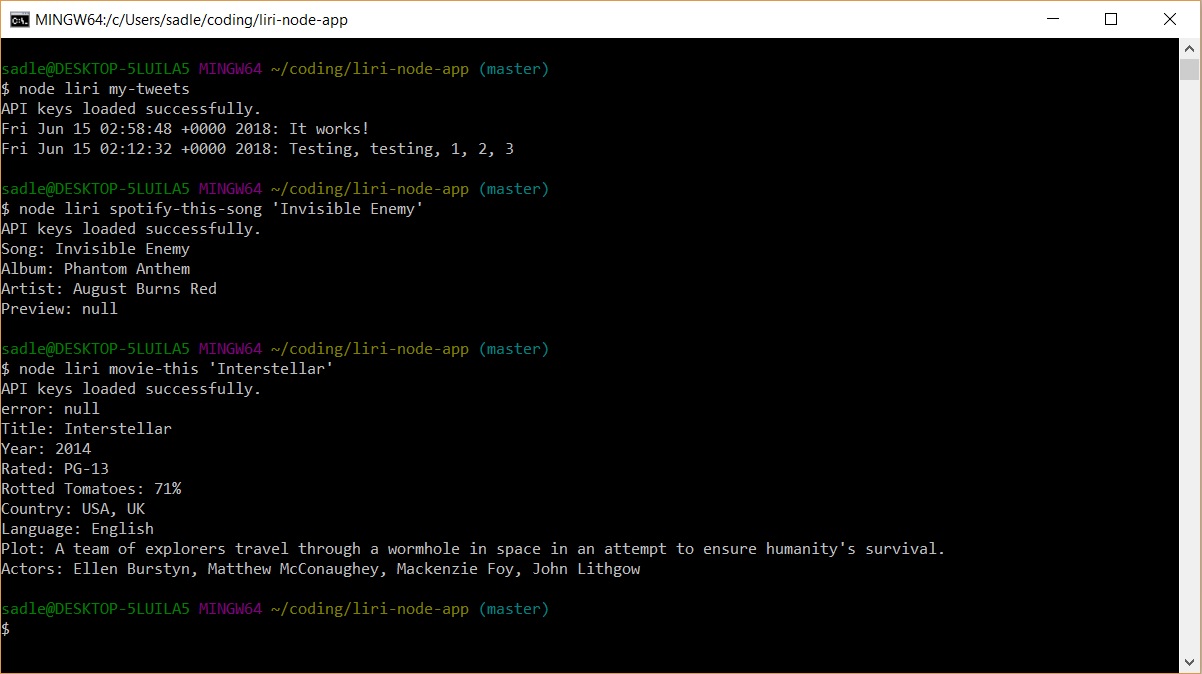 MINGW64:/c/Users/sadle/coding/liri-node-app
sadle@DESKTOP-5LUILA5 MINGW64 ~/coding/liri-node-app (master)
$ node liri my-tweets
API keys loaded successfully.
Fri Jun 15 02:58:48 +0000 2018: It works!
Fri Jun 15 02:12:32 +0000 2018: Testing, testing, 1, 2, 3
sadle@DESKTOP-5LUILA5 MINGW64 ~/coding/liri-node-app (master)
$ node liri spotify-this-song 'Invisible Enemy'
API keys loaded successfully.
Song: Invisible Enemy
Album: Phantom Anthem
Artist: August Burns Red
Preview: null
sadle@DESKTOP-5LUILA5 MINGW64 ~/coding/liri-node-app (master)
$ node liri movie-this 'Interstellar'
API keys loaded successfully.
error: null
Title: Interstellar
Year: 2014
Rated: PG-13
Rotted Tomatoes: 71%
Country: USA, UK
Language: English
Plot: A team of explorers travel through a wormhole in space in an attempt to ensure humanity's survival.
Actors: Ellen Burstyn, Matthew McConaughey, Mackenzie Foy, John Lithgow
sadle@DESKTOP-5LUILA5 MINGW64 ~/coding/liri-node-app (master)
$